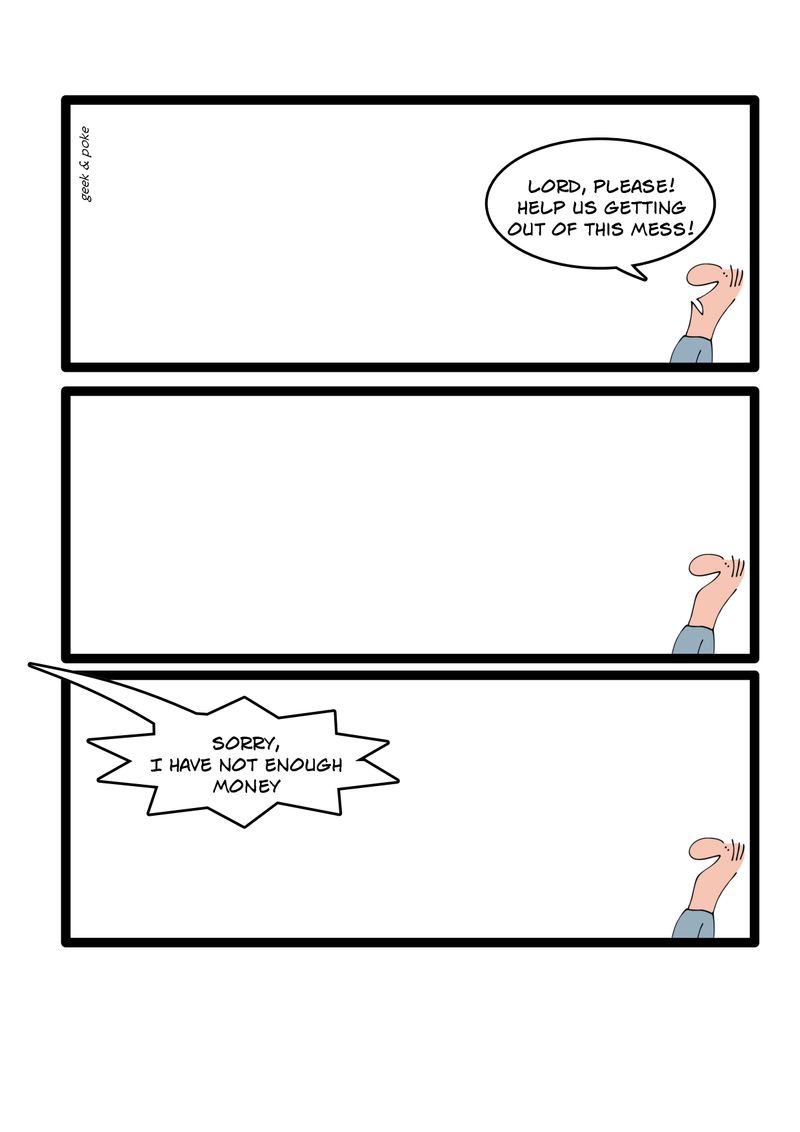 geek & poke
LORD, PLEASE!
HELP US GETTING
OUT OF THIS MESS!
SORRY,
I HAVE NOT ENOUGH
MONEY